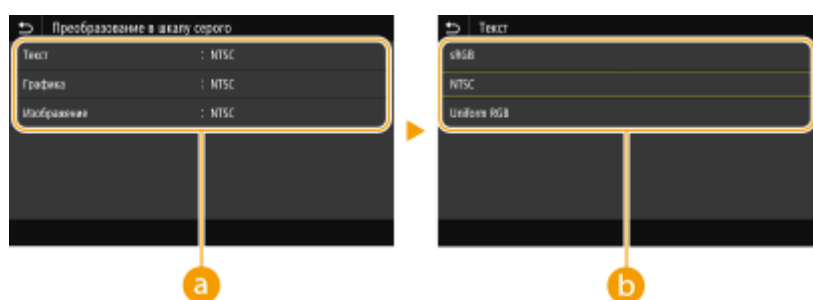 Преобразование в шкалу серого
Текст : NTSC
Графика : NTSC
Изображение : NTSC
a
Текст
sRGB
NTSC
Uniform RGB
b